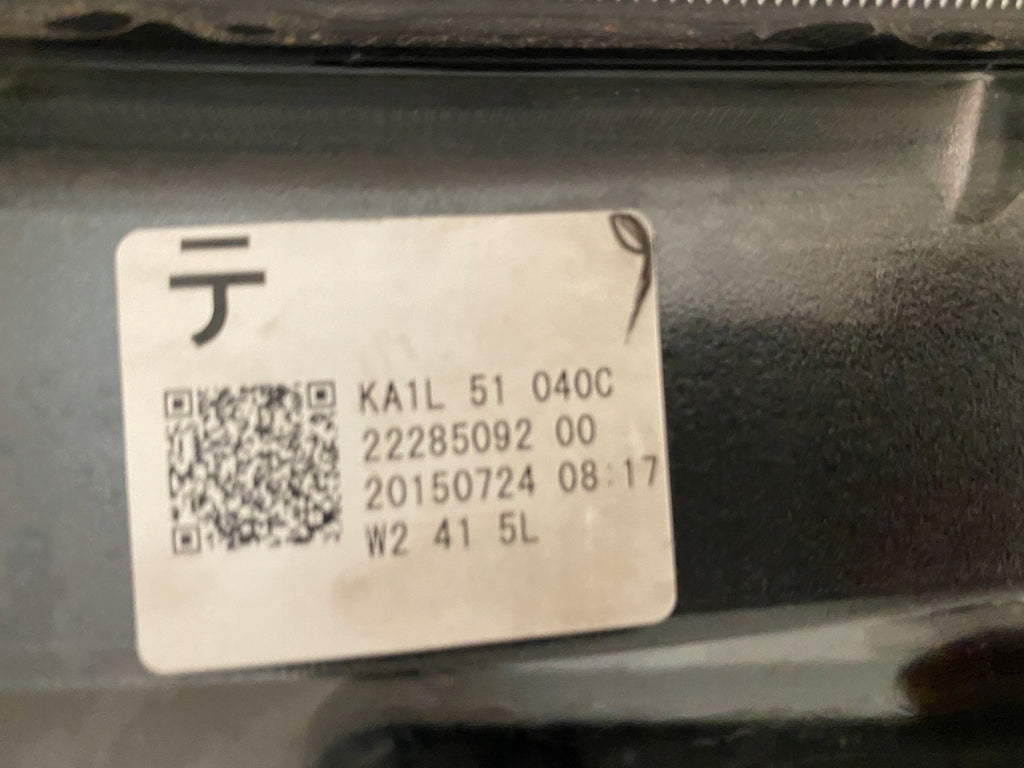 テ
KA1L 51 040C
22285092 00
20150724 08:17
W2 41 5L